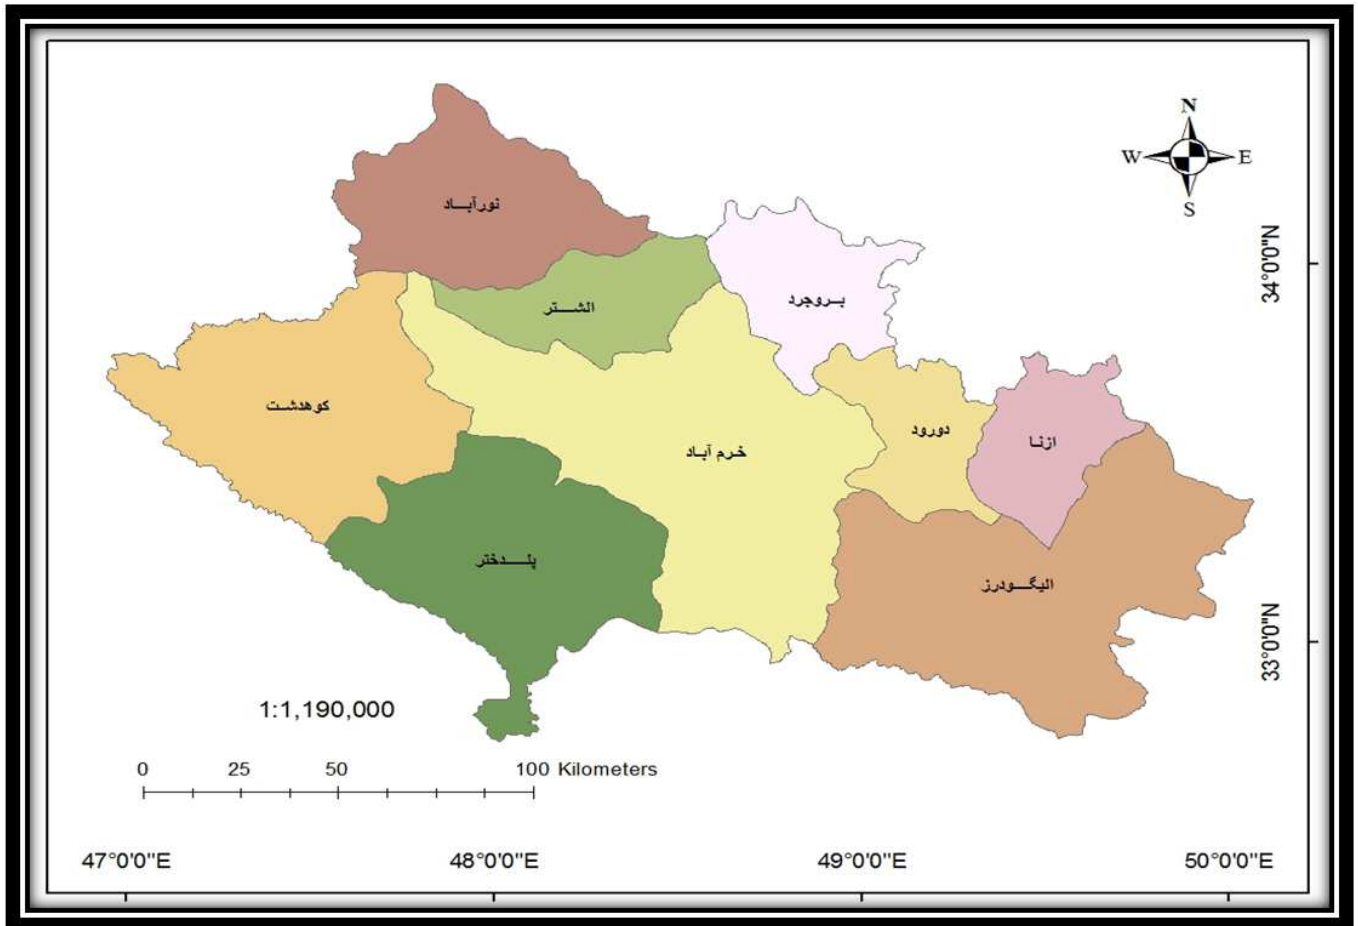 N
W E
S
نورآباد
الشتر
بروجرد
کوهدشت
خرم آباد
دورود
ازنا
پلدختر
الیگودرز
34°0'0"N
33°0'0"N
1:1,190,000
0 25 50 100 Kilometers
47°0'0"E 48°0'0"E 49°0'0"E 50°0'0"E